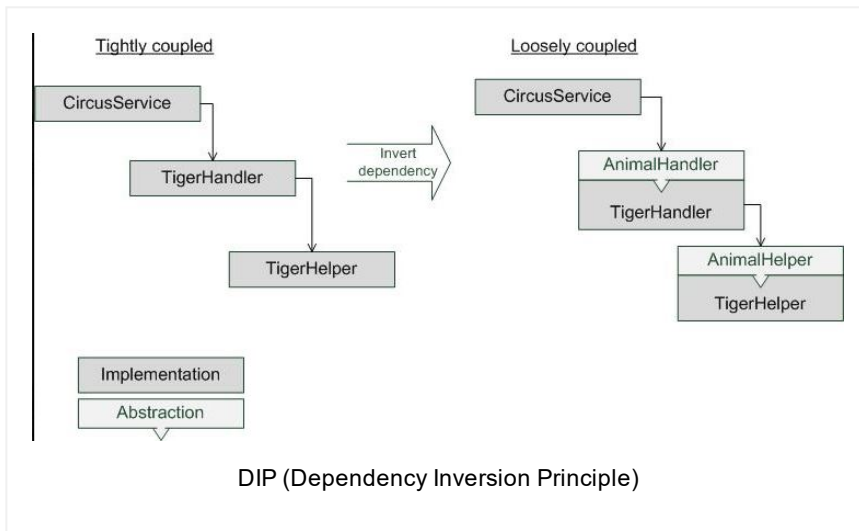 Tightly coupled
Loosely coupled
CircusService
TigerHandler
TigerHelper
Invert
dependency
CircusService
AnimalHandler
TigerHandler
AnimalHelper
TigerHelper
Implementation
Abstraction
DIP (Dependency Inversion Principle)